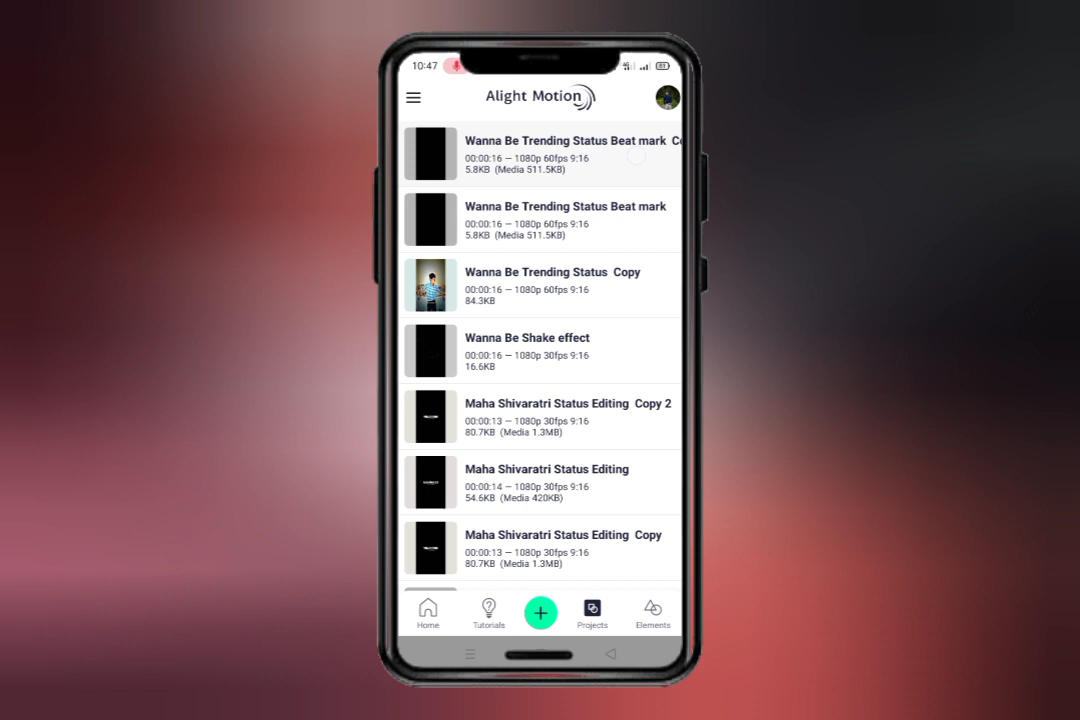 10:47
81
Alight Motion
Wanna Be Trending Status Beat mark Co
00:00:16 — 1080p 60fps 9:16
5.8KB (Media 511.5KB)
Wanna Be Trending Status Beat mark
00:00:16 — 1080p 60fps 9:16
5.8KB (Media 511.5KB)
Wanna Be Trending Status Copy
00:00:16 — 1080p 60fps 9:16
84.3KB
Wanna Be Shake effect
00:00:16 — 1080p 30fps 9:16
16.6KB
Maha Shivaratri Status Editing Copy 2
00:00:13 — 1080p 30fps 9:16
80.7KB (Media 1.3MB)
Maha Shivaratri Status Editing
00:00:14 — 1080p 30fps 9:16
54.6KB (Media 420KB)
Maha Shivaratri Status Editing Copy
00:00:13 — 1080p 30fps 9:16
80.7KB (Media 1.3MB)
Home Tutorials + Projects Elements